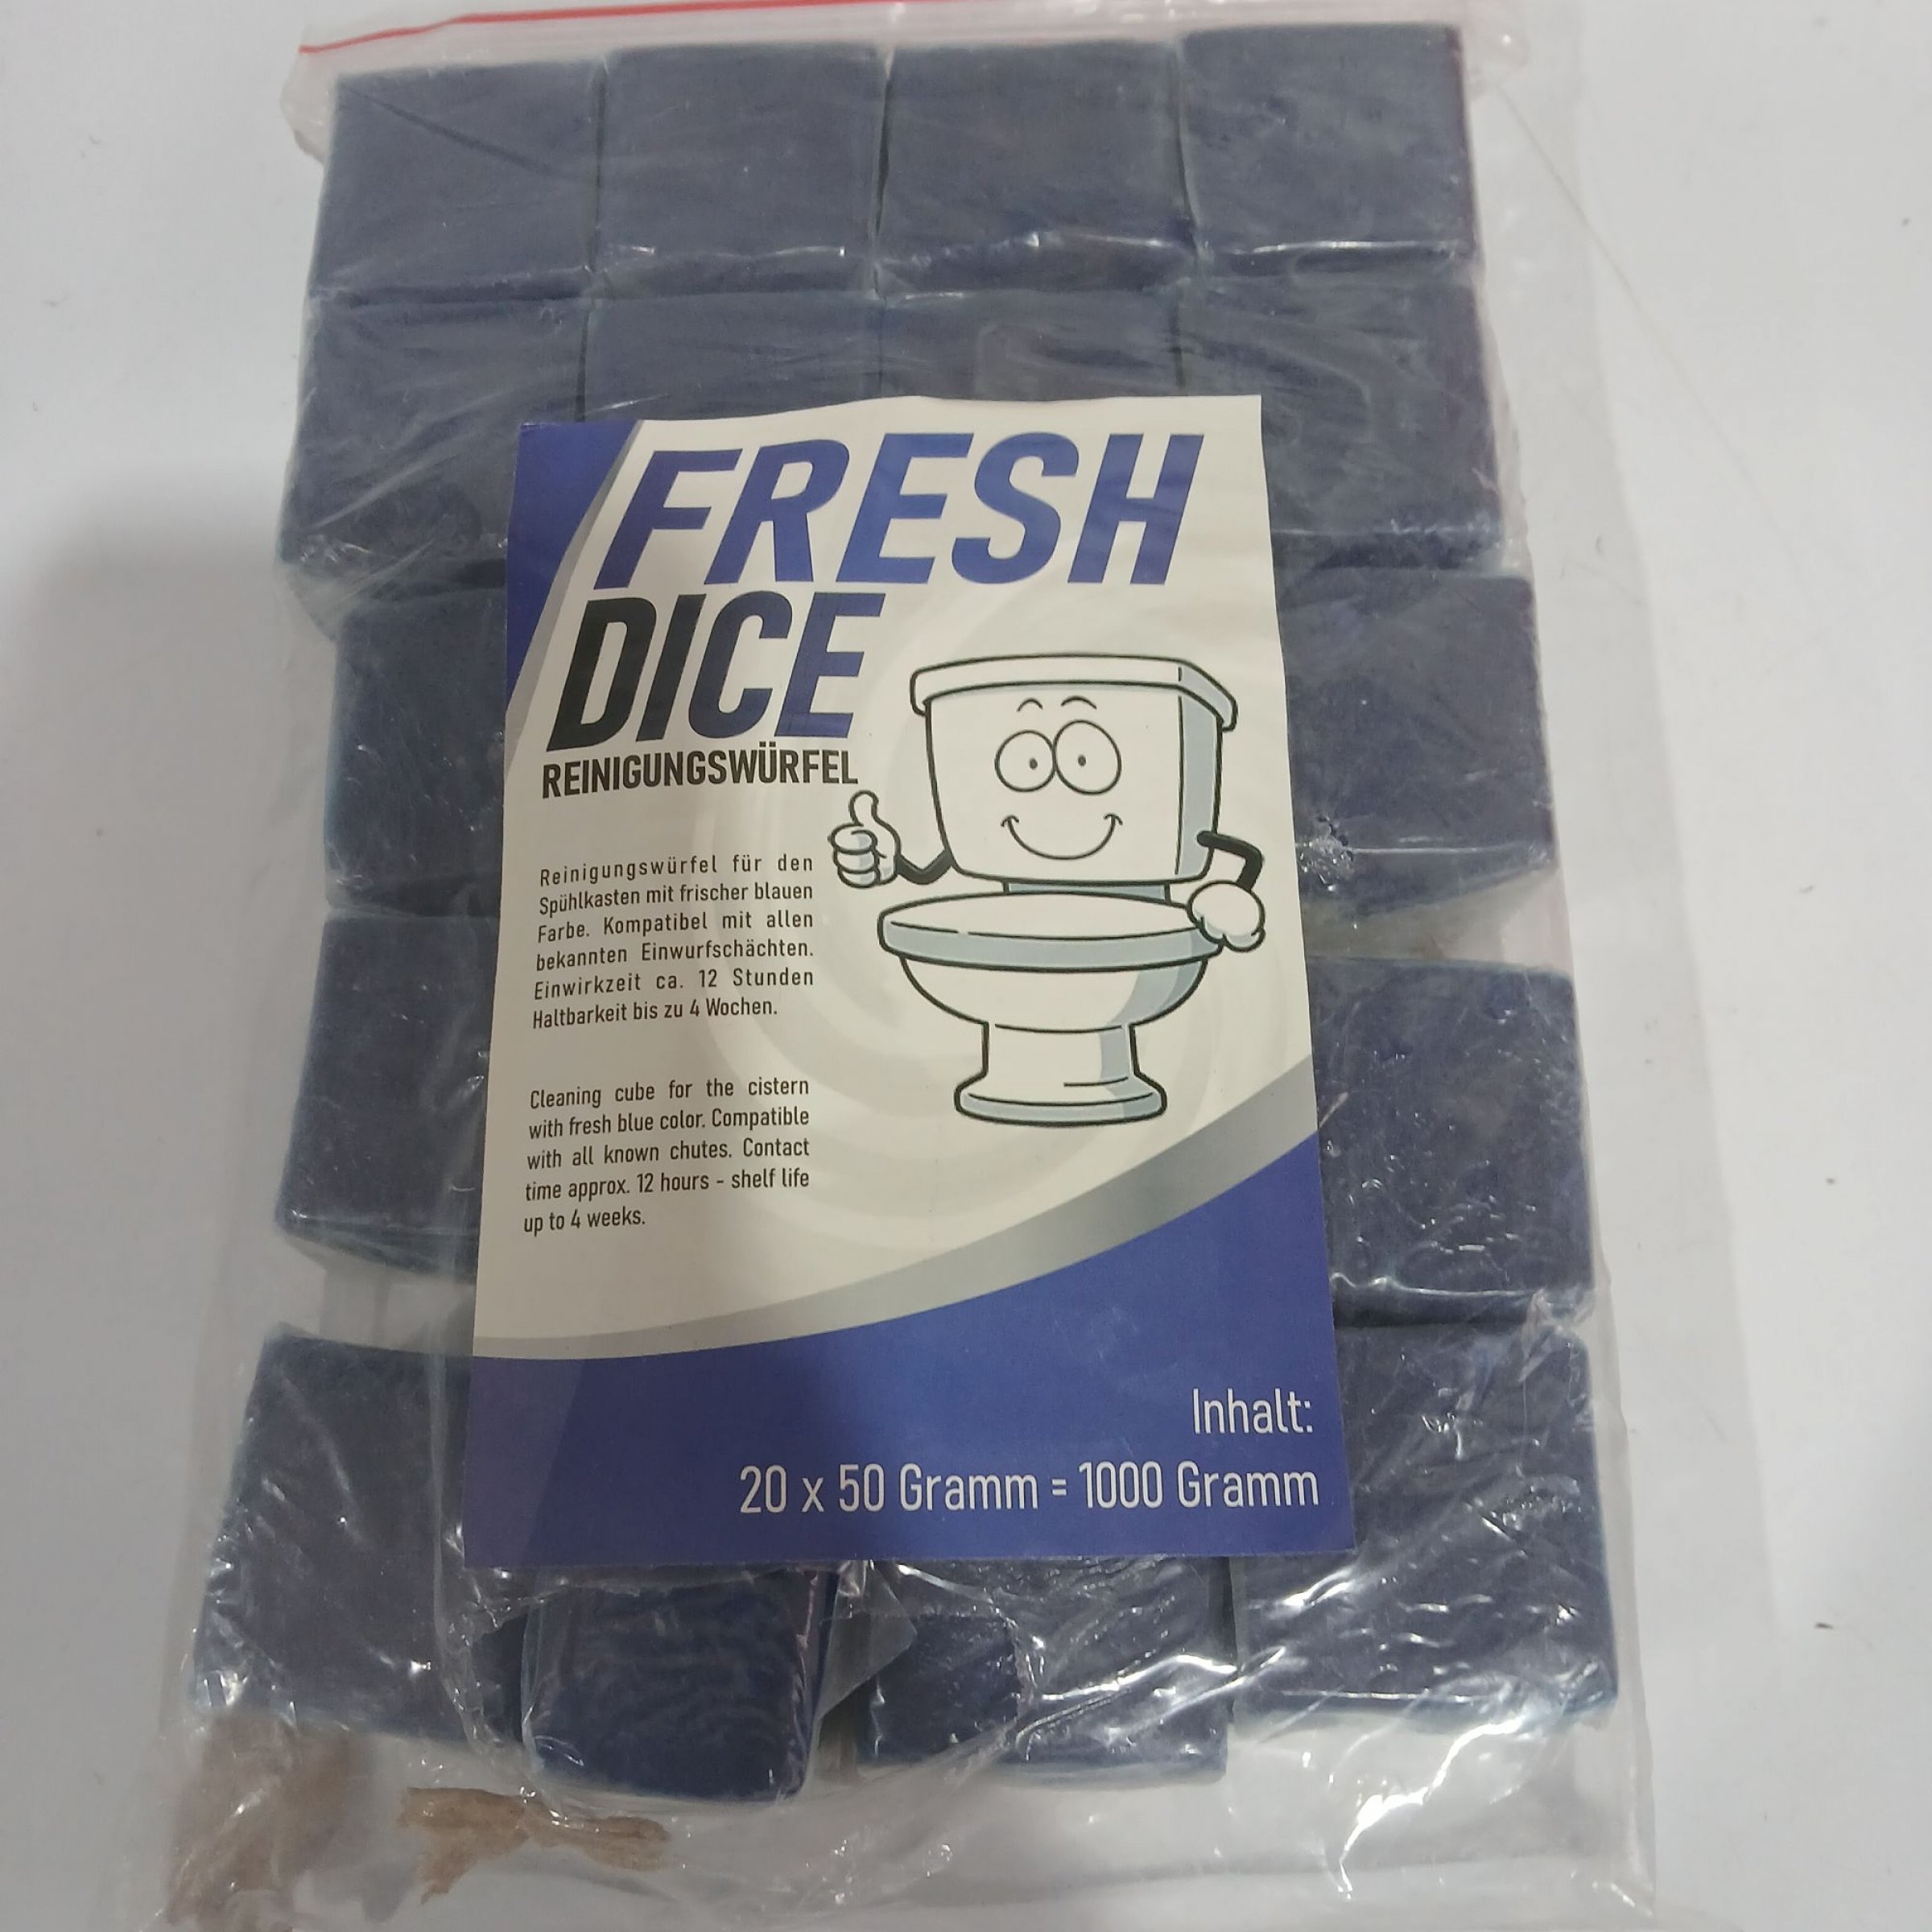 FRESH
DICE
REINIGUNGSWÜRFEL
Reinigungswürfel für den
Spühlkasten mit frischer blauen
Farbe. Kompatibel mit allen
bekannten Einwurfschächten.
Einwirkzeit ca. 12 Stunden
Haltbarkeit bis zu 4 Wochen.
Cleaning cube for the cistern
with fresh blue color. Compatible
with all known chutes. Contact
time approx. 12 hours - shelf life
up to 4 weeks.
Inhalt:
20 x 50 Gramm = 1000 Gramm